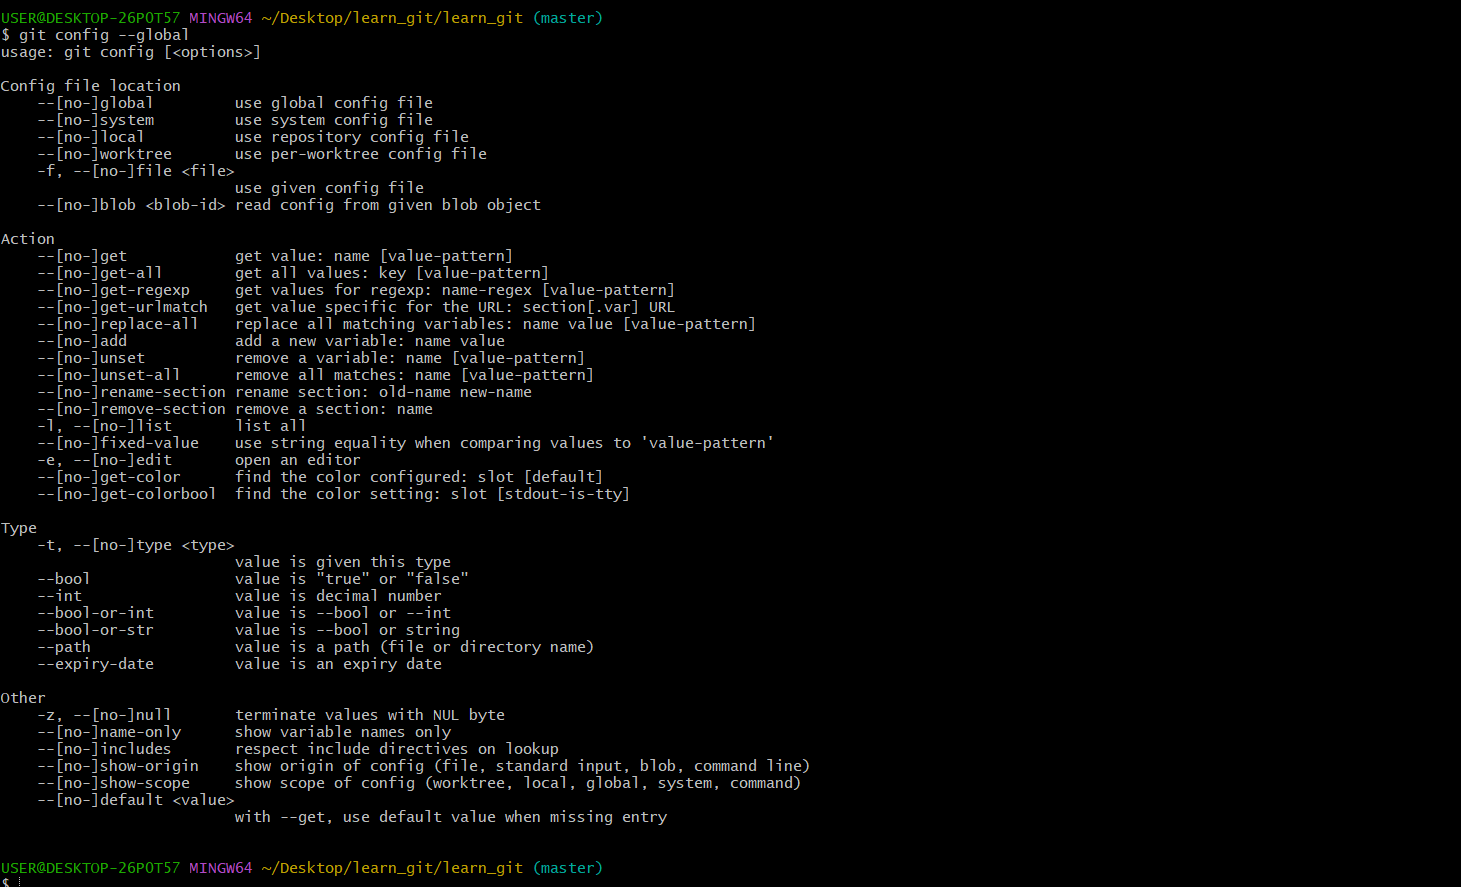 USER@DESKTOP-26POT57 MINGW64 ~/Desktop/learn_git/learn_git (master)
$ git config --global
usage: git config [<options>]

Config file location
    --[no-]global         use global config file
    --[no-]system         use system config file
    --[no-]local          use repository config file
    --[no-]worktree       use per-worktree config file
    -f, --[no-]file <file>
                          use given config file
    --[no-]blob <blob-id> read config from given blob object

Action
    --[no-]get            get value: name [value-pattern]
    --[no-]get-all        get all values: key [value-pattern]
    --[no-]get-regexp     get values for regexp: name-regex [value-pattern]
    --[no-]get-urlmatch   get value specific for the URL: section[.var] URL
    --[no-]replace-all    replace all matching variables: name value [value-pattern]
    --[no-]add            add a new variable: name value
    --[no-]unset          remove a variable: name [value-pattern]
    --[no-]unset-all      remove all matches: name [value-pattern]
    --[no-]rename-section rename section: old-name new-name
    --[no-]remove-section remove a section: name
    -l, --[no-]list       list all
    --[no-]fixed-value    use string equality when comparing values to 'value-pattern'
    -e, --[no-]edit       open an editor
    --[no-]get-color      find the color configured: slot [default]
    --[no-]get-colorbool  find the color setting: slot [stdout-is-tty]

Type
    -t, --[no-]type <type>
                          value is given this type
    --bool                value is "true" or "false"
    --int                 value is decimal number
    --bool-or-int         value is --bool or --int
    --bool-or-str         value is --bool or string
    --path                value is a path (file or directory name)
    --expiry-date         value is an expiry date

Other
    -z, --[no-]null       terminate values with NUL byte
    --[no-]name-only      show variable names only
    --[no-]includes       respect include directives on lookup
    --[no-]show-origin    show origin of config (file, standard input, blob, command line)
    --[no-]show-scope     show scope of config (worktree, local, global, system, command)
    --[no-]default <value>
                          with --get, use default value when missing entry

USER@DESKTOP-26POT57 MINGW64 ~/Desktop/learn_git/learn_git (master)
$